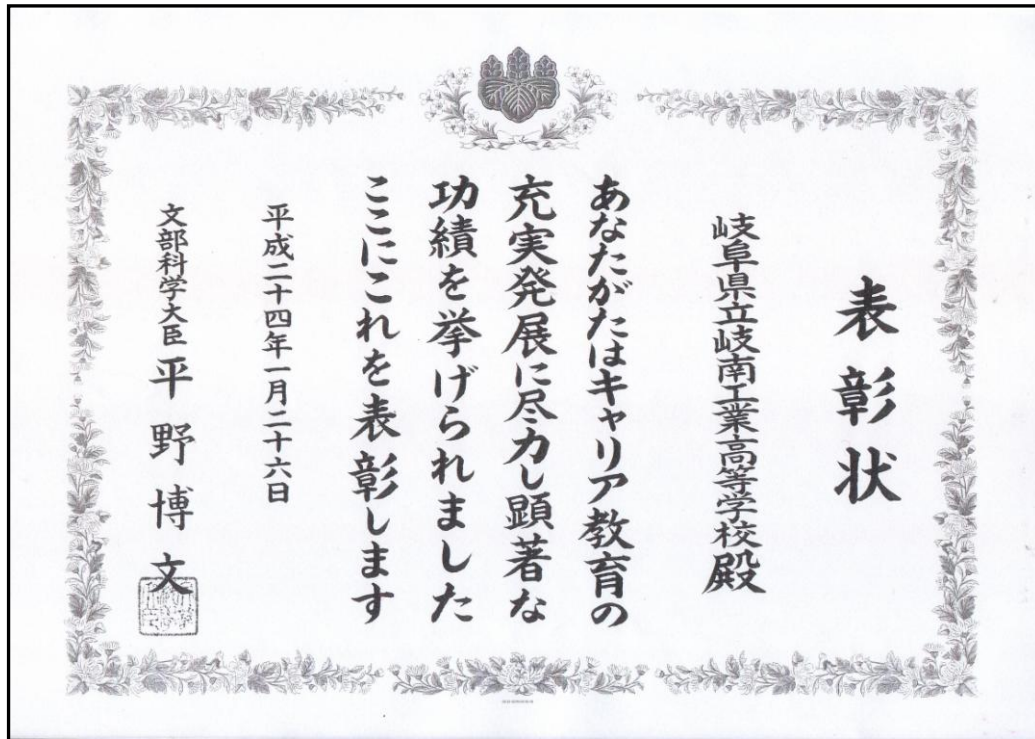 表彰状
岐阜県立岐南工業高等学校殿
あなたがたはキャリア教育の
充実発展に尽力し顕著な
功績を挙げられました
ここにこれを表彰します
平成二十四年一月二十六日
文部科学大臣 平野博文